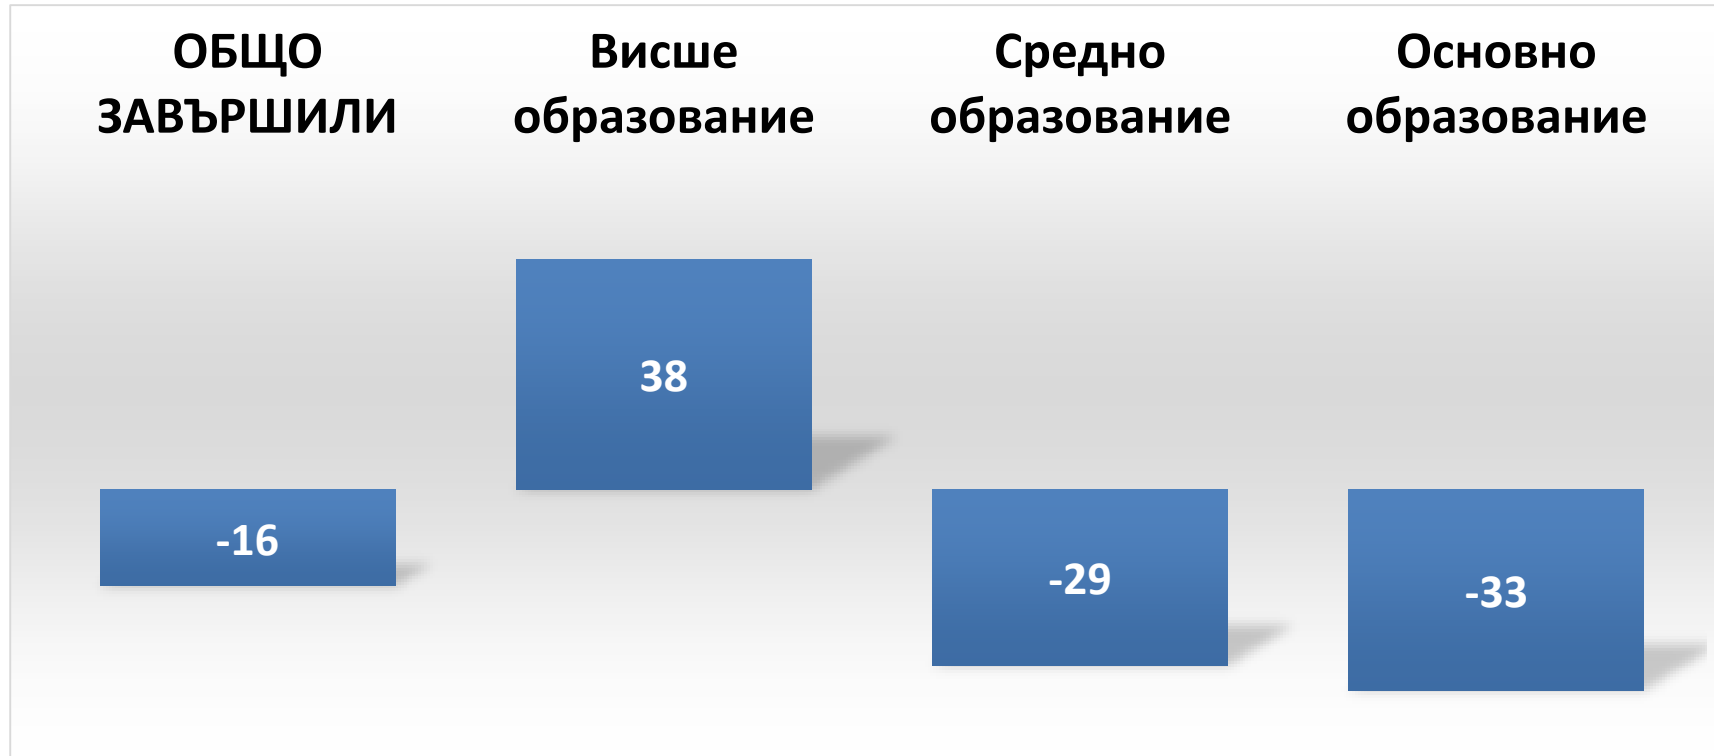 ОБЩО
ЗАВЪРШИЛИ
Висше
образование
Средно
образование
Основно
образование
38
-16
-29
-33